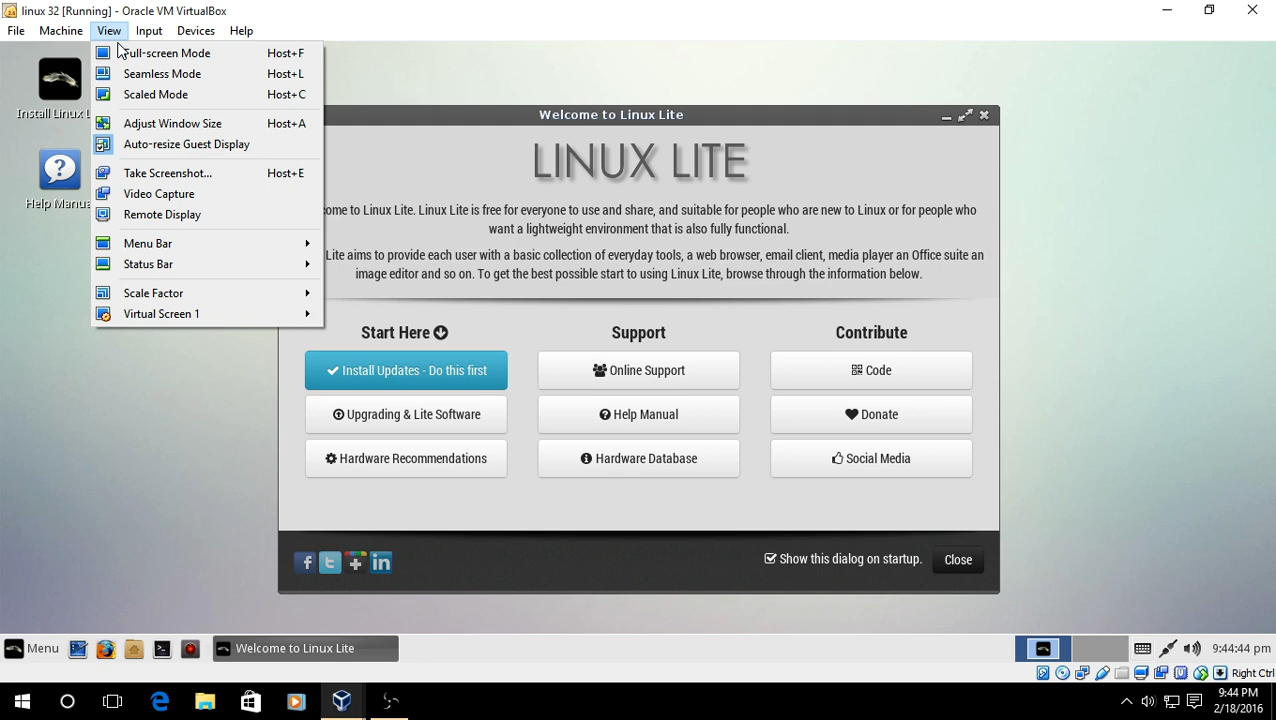 linux 32 [Running] - Oracle VM VirtualBox
File Machine View Input Devices Help
Full-screen Mode Host+F
Seamless Mode Host+L
Scaled Mode Host+C
Adjust Window Size Host+A
Auto-resize Guest Display
Take Screenshot... Host+E
Video Capture
Remote Display
Menu Bar
Status Bar
Scale Factor
Virtual Screen 1
Install Linux L
Help Manua
Welcome to Linux Lite
LINUX LITE
come to Linux Lite. Linux Lite is free for everyone to use and share, and suitable for people who are new to Linux or for people who
want a lightweight environment that is also fully functional.
Lite aims to provide each user with a basic collection of everyday tools, a web browser, email client, media player an Office suite an
image editor and so on. To get the best possible start to using Linux Lite, browse through the information below.
Start Here
Install Updates - Do this first
Upgrading & Lite Software
Hardware Recommendations
Support
Online Support
Help Manual
Hardware Database
Contribute
Code
Donate
Social Media
Show this dialog on startup.
Close
Menu
Welcome to Linux Lite
9:44:44 pm
Right Ctrl
9:44 PM
2/18/2016